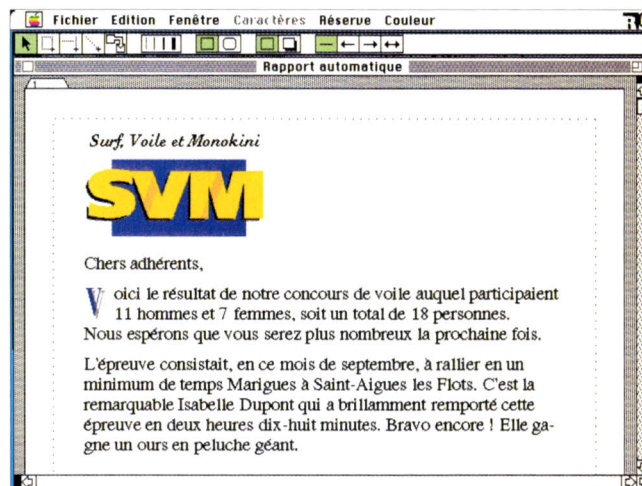 Fichier Edition Fenêtre Caractères Réserve Couleur
Rapport automatique
1
Surf, Voile et Monokini
SVM
Chers adhérents,
Voici le résultat de notre concours de voile auquel participaient
11 hommes et 7 femmes, soit un total de 18 personnes.
Nous espérons que vous serez plus nombreux la prochaine fois.
L'épreuve consistait, en ce mois de septembre, à rallier en un
minimum de temps Marigues à Saint-Aigues les Flots. C'est la
remarquable Isabelle Dupont qui a brillamment remporté cette
épreuve en deux heures dix-huit minutes. Bravo encore ! Elle ga-
gne un ours en peluche géant.